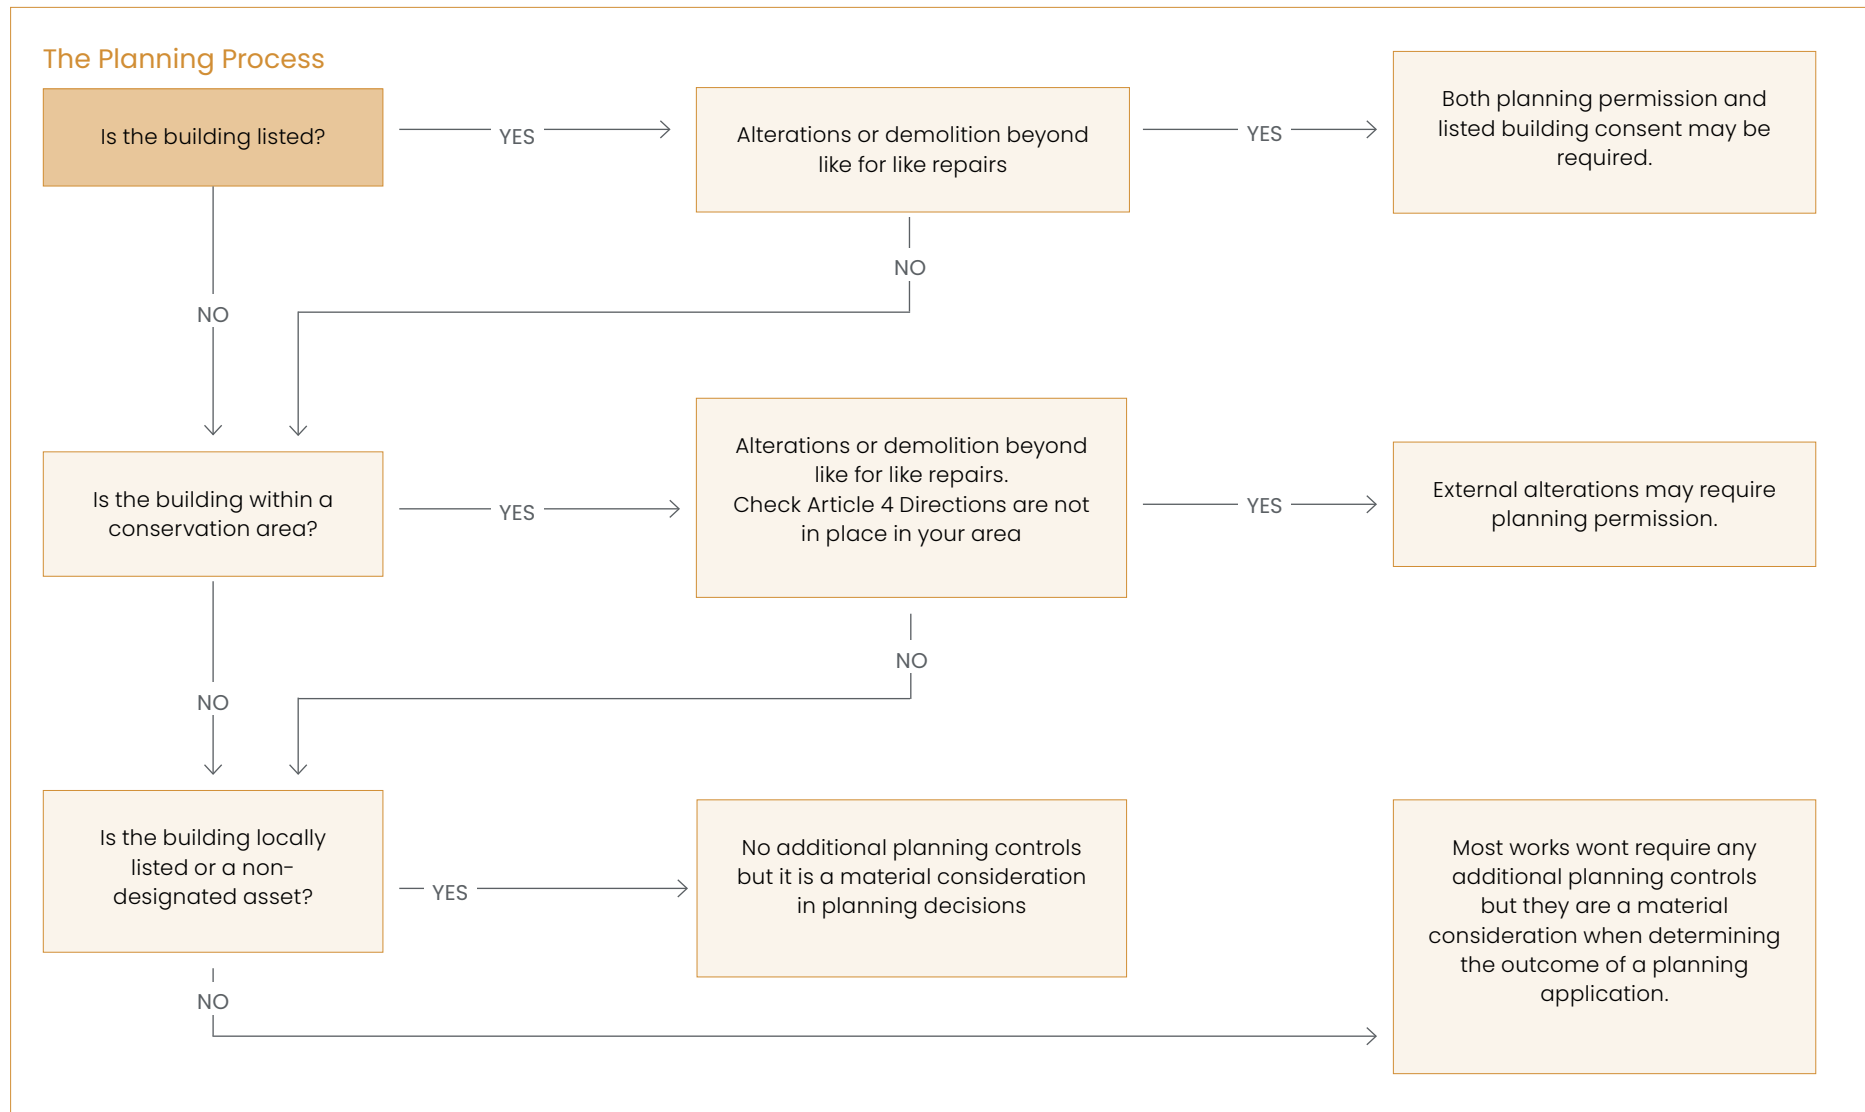 The Planning Process
Is the building listed?
YES
Alterations or demolition beyond
like for like repairs
YES
Both planning permission and
listed building consent may be
required.
NO
NO
Is the building within a
conservation area?
YES
Alterations or demolition beyond
like for like repairs.
Check Article 4 Directions are not
in place in your area
YES
External alterations may require
planning permission.
NO
NO
Is the building locally
listed or a non-
designated asset?
YES
No additional planning controls
but it is a material consideration
in planning decisions
Most works wont require any
additional planning controls
but they are a material
consideration when determining
the outcome of a planning
application.
NO